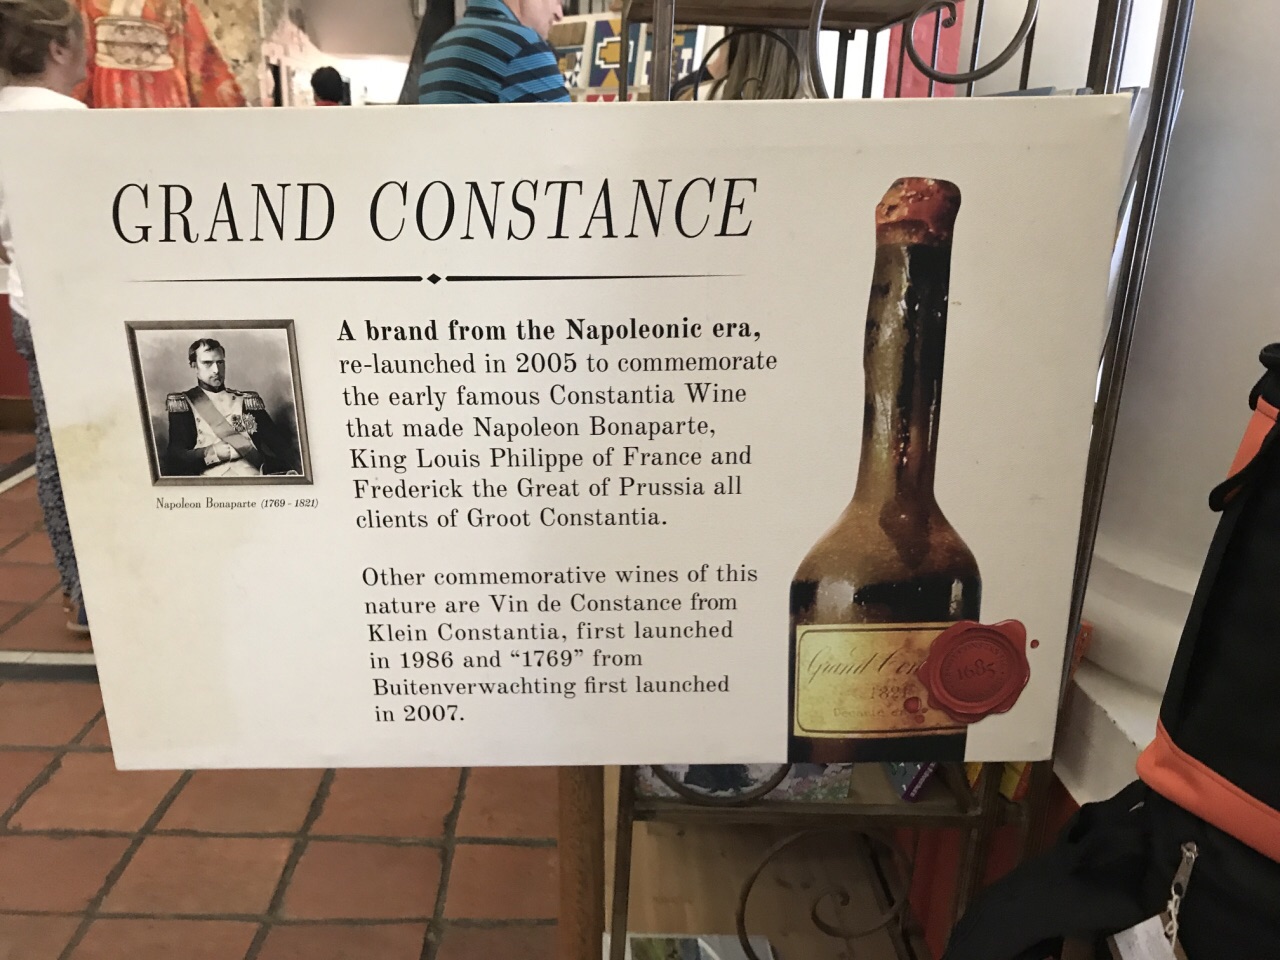 GRAND CONSTANCE
A brand from the Napoleonic era,
re-launched in 2005 to commemorate
the early famous Constantia Wine
that made Napoleon Bonaparte,
King Louis Philippe of France and
Frederick the Great of Prussia all
clients of Groot Constantia.
Napoleon Bonaparte (1769 - 1821)
Other commemorative wines of this
nature are Vin de Constance from
Klein Constantia, first launched
in 1986 and “1769” from
Buitenverwachting first launched
in 2007.
Grand
1821
1685